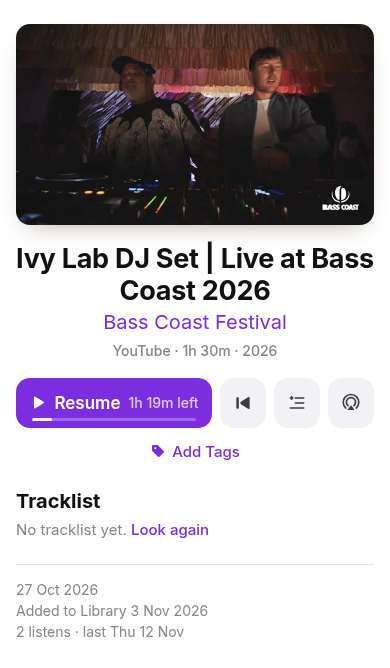 BASS COAST
Ivy Lab DJ Set | Live at Bass
Coast 2026
Bass Coast Festival
YouTube · 1h 30m · 2026
Resume 1h 19m left
Add Tags
Tracklist
No tracklist yet. Look again
27 Oct 2026
Added to Library 3 Nov 2026
2 listens · last Thu 12 Nov